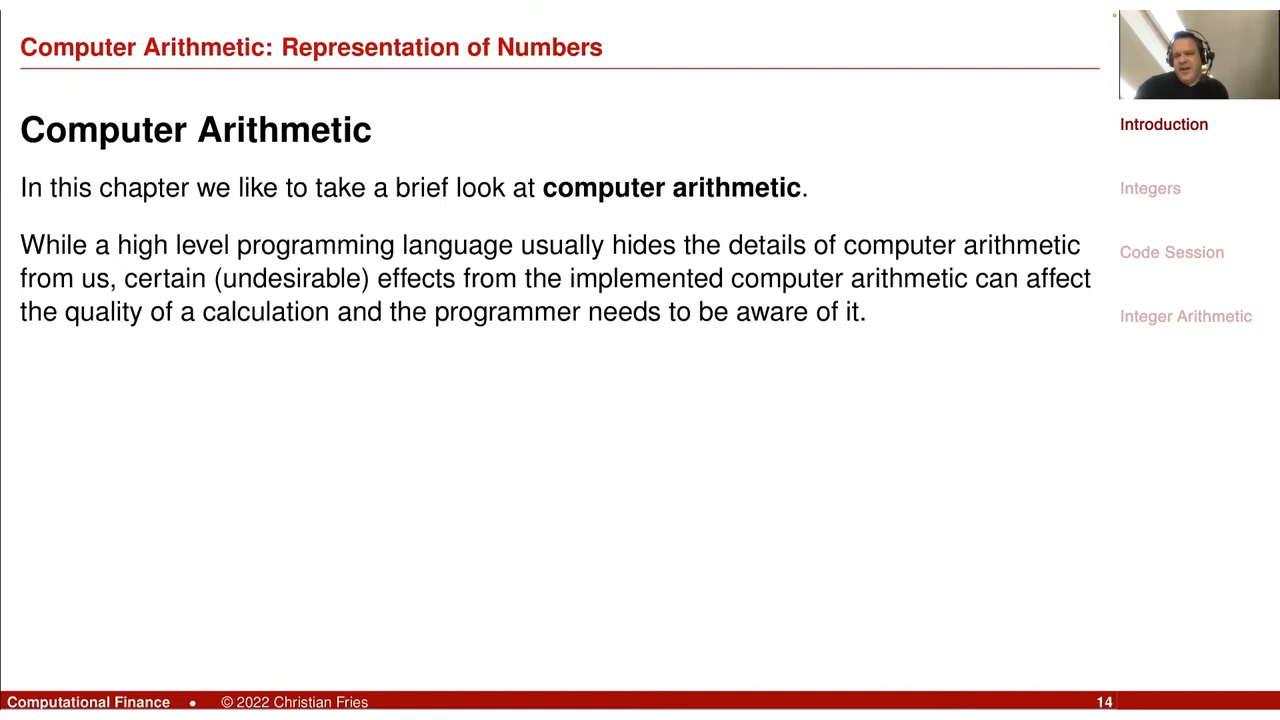 Computer Arithmetic: Representation of Numbers
Computer Arithmetic
In this chapter we like to take a brief look at computer arithmetic.
While a high level programming language usually hides the details of computer arithmetic
from us, certain (undesirable) effects from the implemented computer arithmetic can affect
the quality of a calculation and the programmer needs to be aware of it.
Introduction
Integers
Code Session
Integer Arithmetic
Computational Finance • © 2022 Christian Fries 14